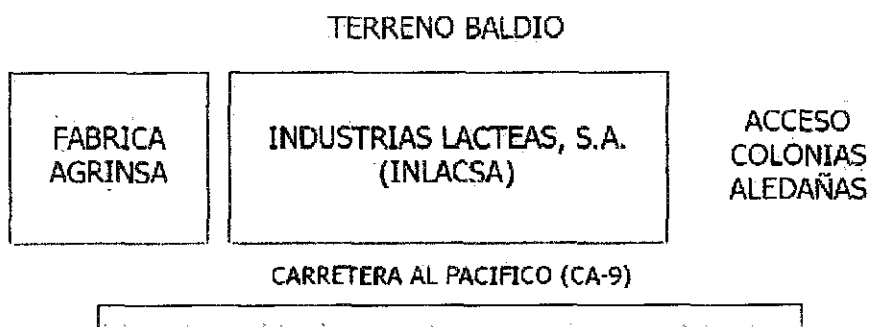 TERRENO BALDIO
FABRICA
AGRINSA
INDUSTRIAS LACTEAS, S.A.
(INLACSA)
ACCESO
COLONIAS
ALEDAÑAS
CARRETERA AL PACIFICO (CA-9)